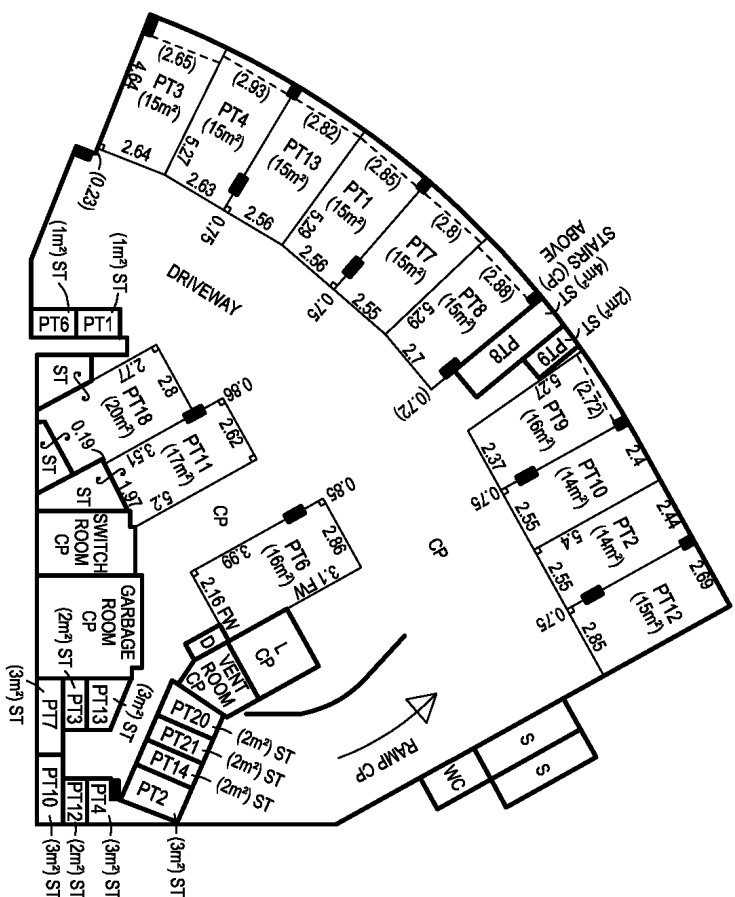 (2.65)
4.64
PT3
(15m²)
2.64
(0.23)
(2.93)
PT4
(15m²)
5.27
2.63
0.75
(2.82)
PT13
(15m²)
2.56
(2.85)
PT1
(15m²)
5.29
2.56
0.75
(2.8)
PT7
(15m²)
2.55
(2.88)
PT8
(15m²)
5.29
2.7
(0.72)
STAIRS (CP)
ABOVE
(4m²) ST
PT8
(2m²) ST
PT9
DRIVEWAY
(1m²) ST
(1m²) ST
PT6
PT1
ST
ST
ST
2.77
2.8
PT18
(20m²)
0.19
0.86
2.62
PT11
(17m²)
3.51
1.67
5.2
(2.72)
5.27
PT9
(16m²)
2.37
0.75
2.4
PT10
(14m²)
2.55
2.44
PT2
(14m²)
5.4
2.55
0.75
2.69
PT12
(15m²)
2.85
CP
CP
0.85
2.86
PT6
(16m²)
3.99
3.1 FW
2.16 FW
SWITCH
ROOM
CP
GARBAGE
ROOM
CP
(2m²) ST
D
VENT
ROOM
CP
L
CP
(3m²) ST
PT7
PT3
PT13
(3m²) ST
PT20
(2m²) ST
PT21
(2m²) ST
PT14
(2m²) ST
PT2
(3m²) ST
PT10
PT12
PT4
(3m²) ST
(2m²) ST
(3m²) ST
RAMP CP
WC
S
S